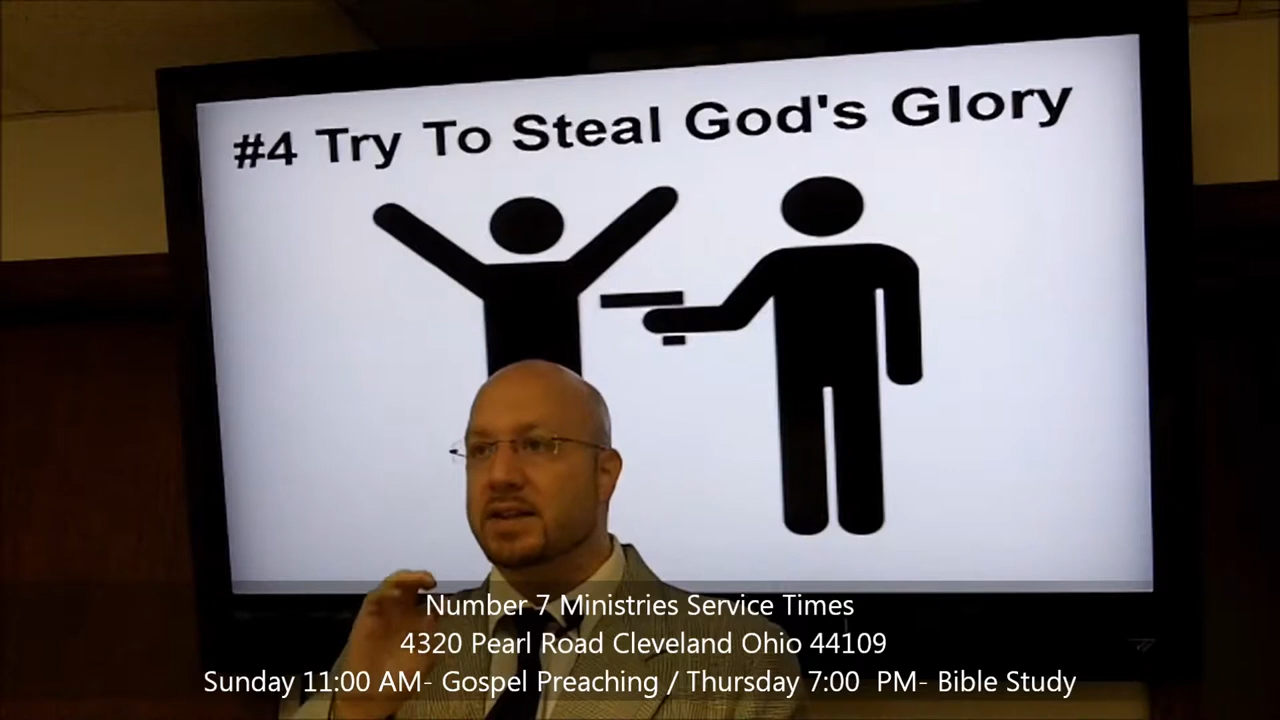 #4 Try To Steal God's Glory
Number 7 Ministries Service Times
4320 Pearl Road Cleveland Ohio 44109
Sunday 11:00 AM- Gospel Preaching / Thursday 7:00 PM- Bible Study